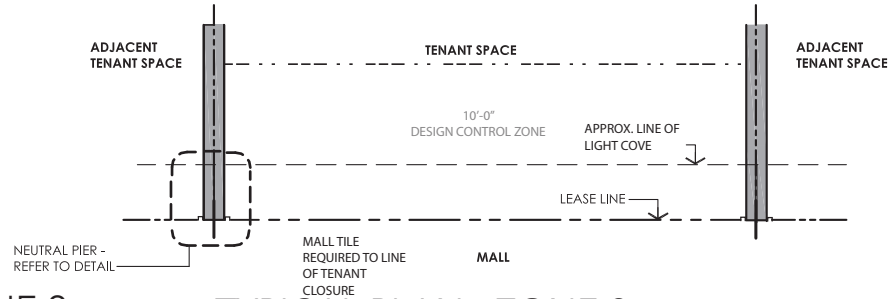 ADJACENT
TENANT SPACE
TENANT SPACE
ADJACENT
TENANT SPACE
10'-0"
DESIGN CONTROL ZONE
APPROX. LINE OF
LIGHT COVE
LEASE LINE
NEUTRAL PIER -
REFER TO DETAIL
MALL TILE
REQUIRED TO LINE
OF TENANT
CLOSURE
MALL